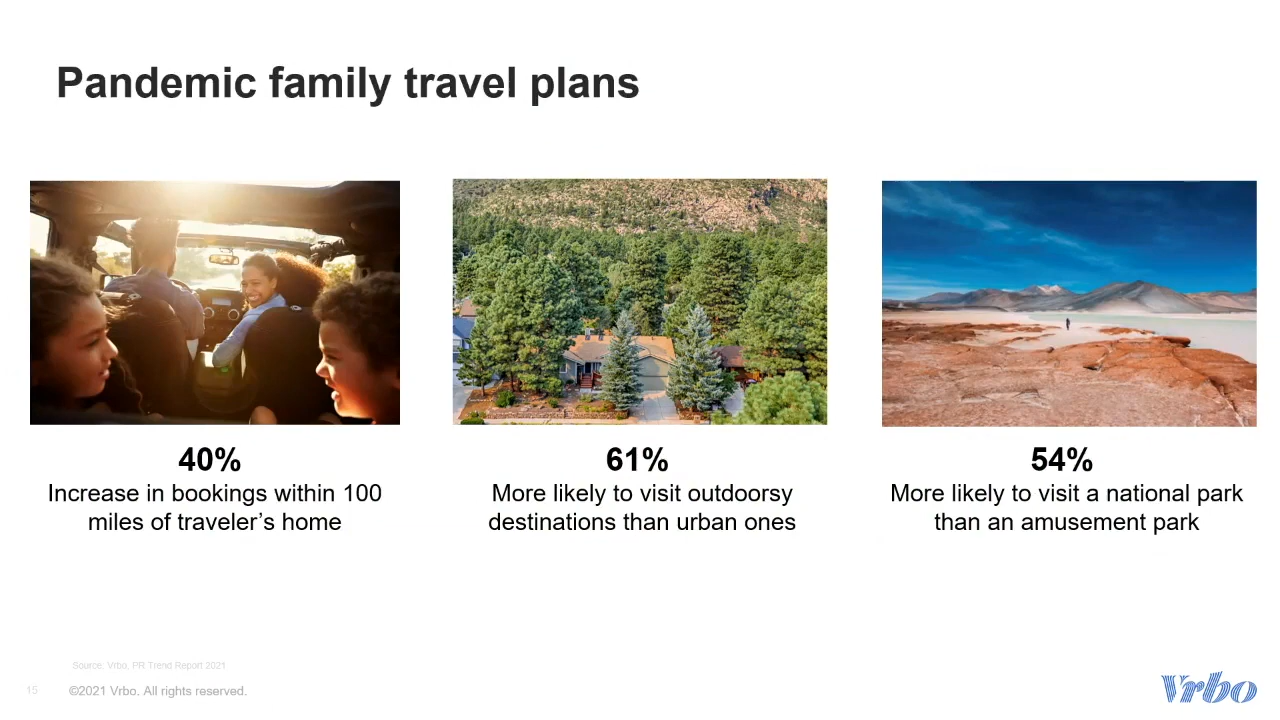 Pandemic family travel plans
40%
Increase in bookings within 100
miles of traveler’s home
61%
More likely to visit outdoorsy
destinations than urban ones
54%
More likely to visit a national park
than an amusement park
Source: Vrbo, PR Trend Report 2021
15
©2021 Vrbo. All rights reserved.
Vrbo